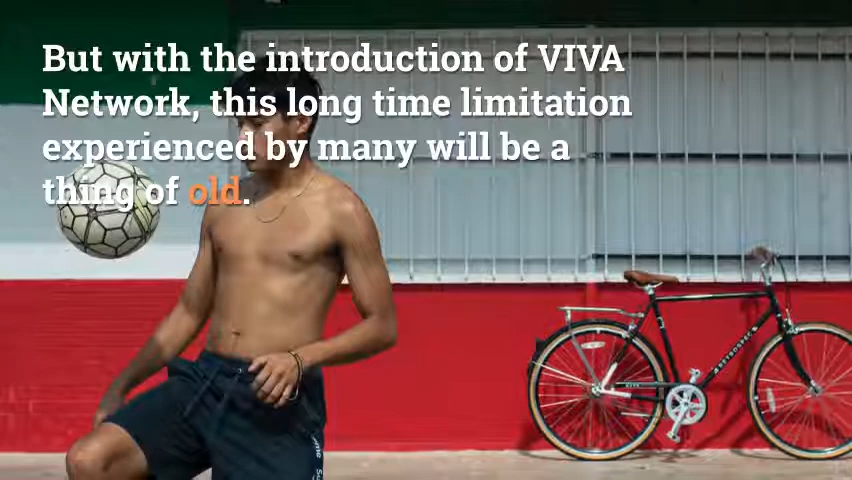 But with the introduction of VIVA
Network, this long time limitation
experienced by many will be a
thing of old.
RETROSPEC